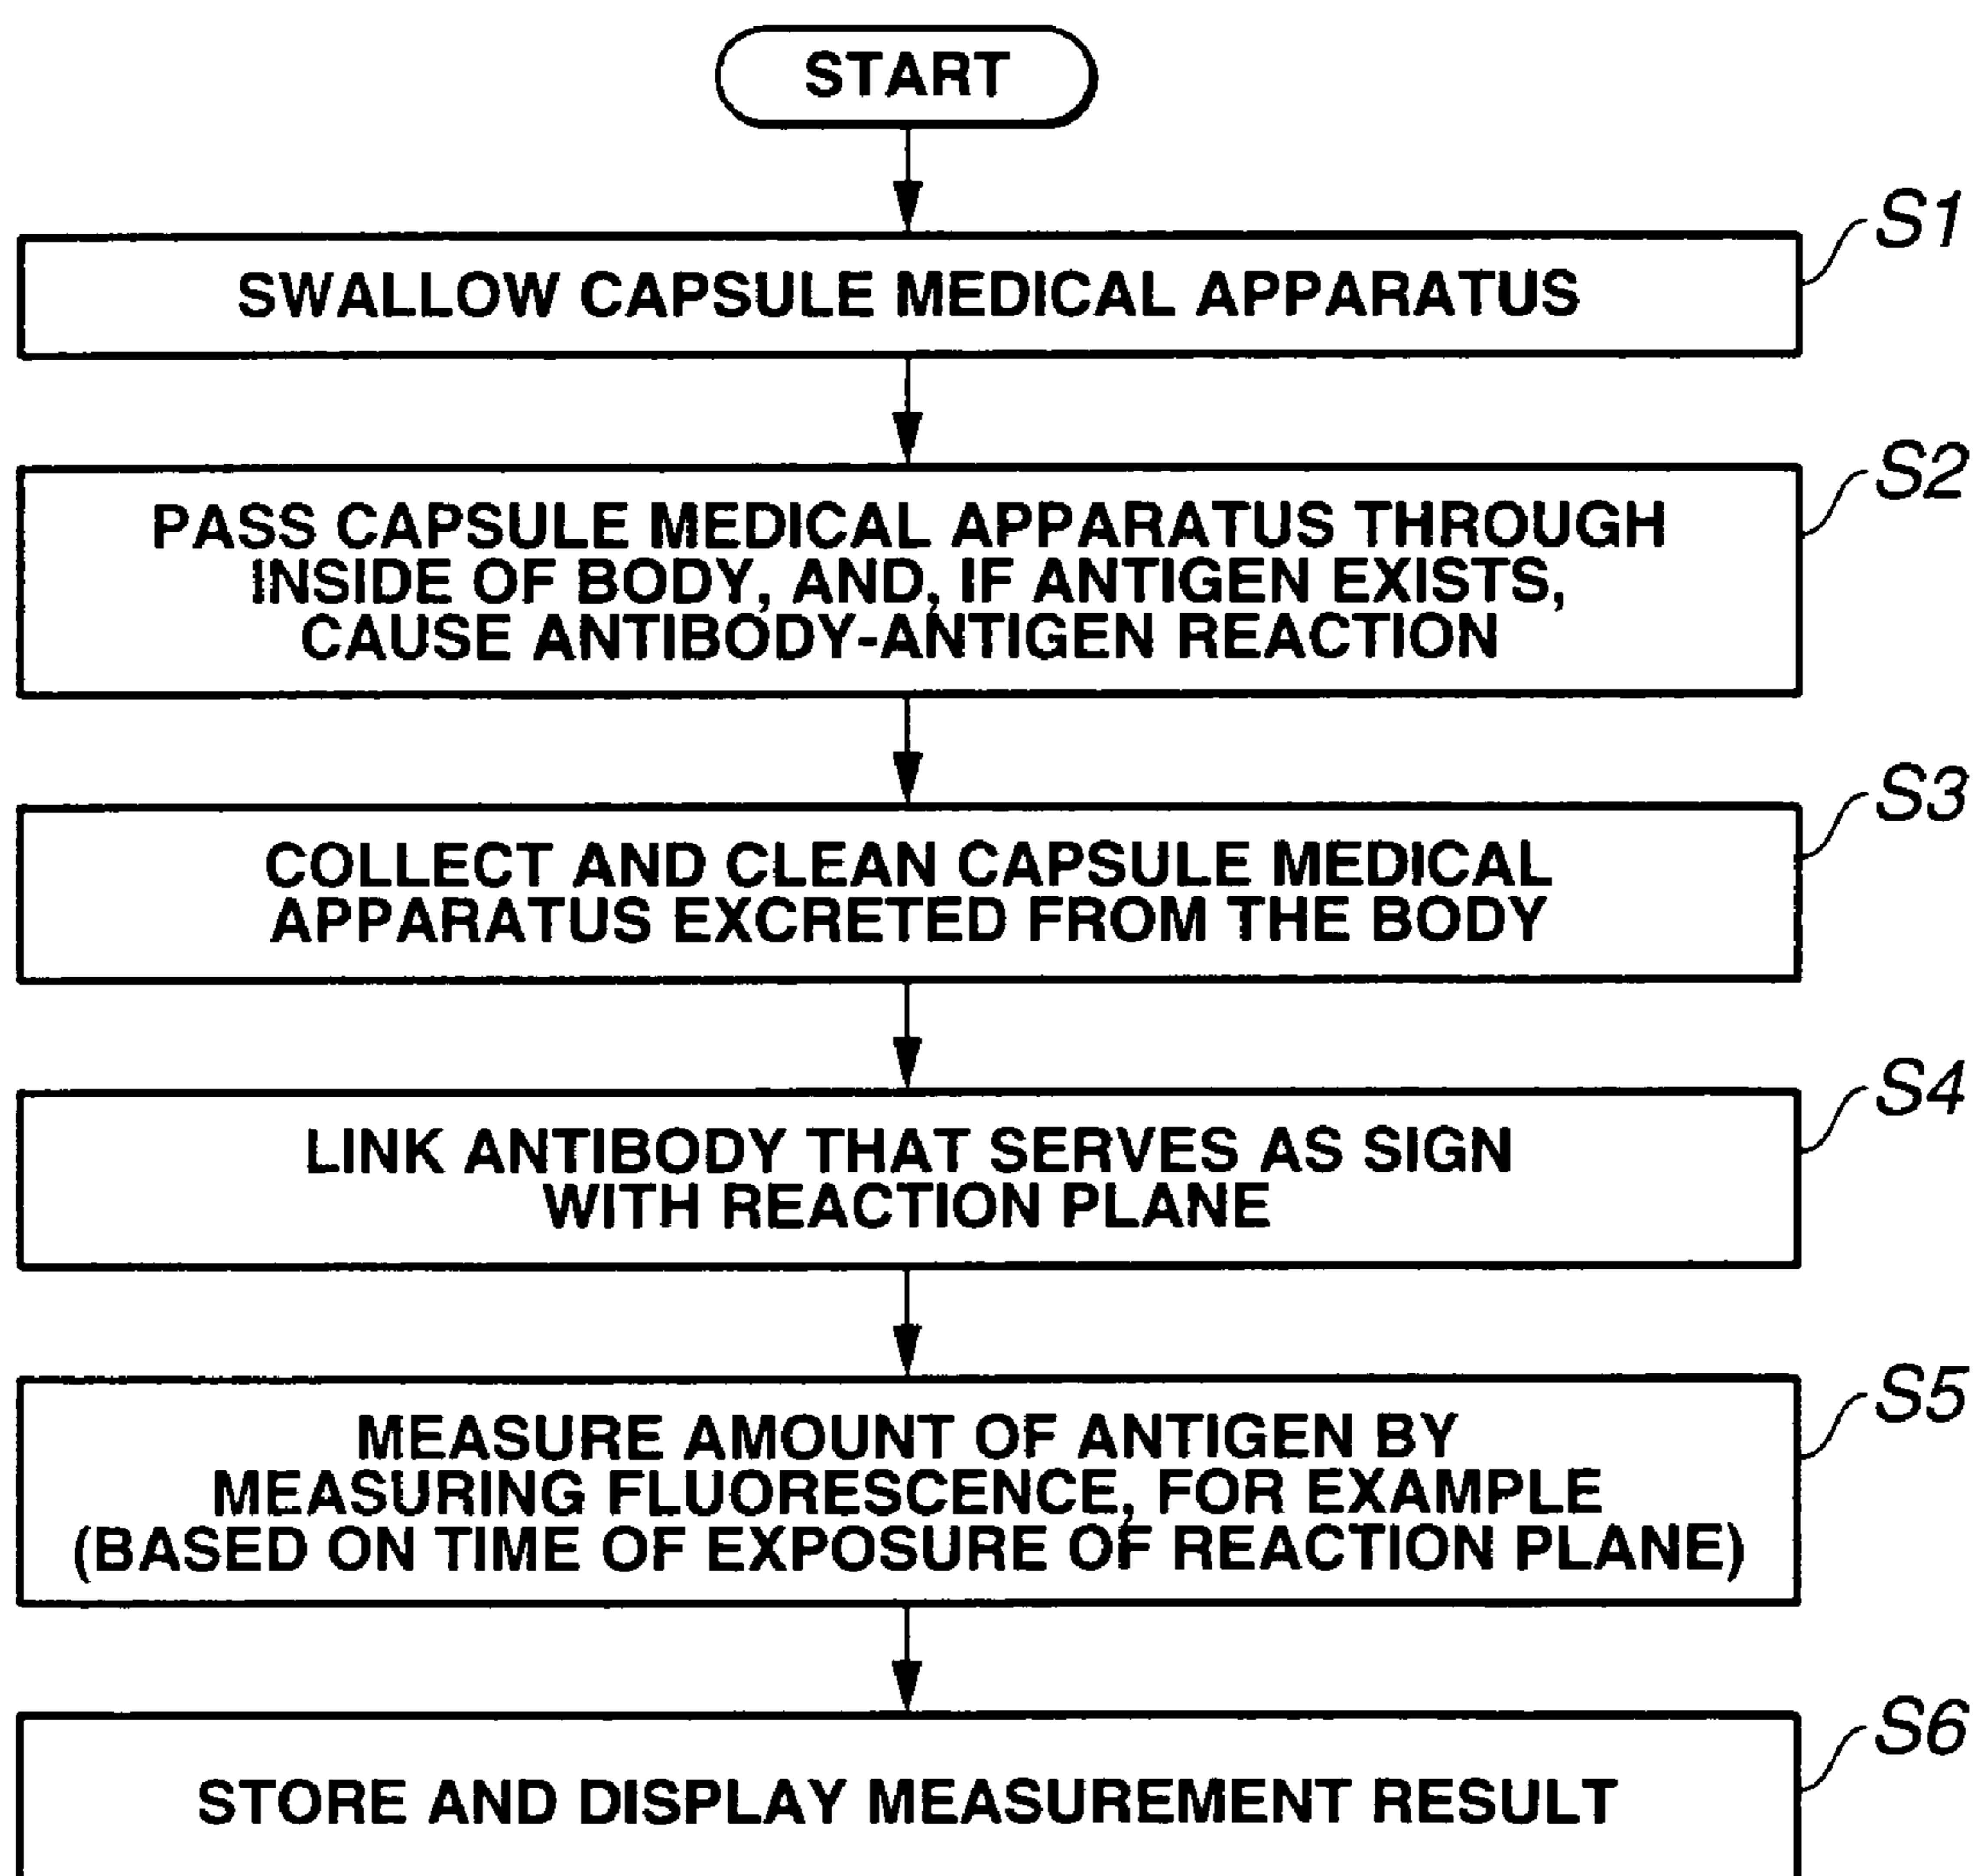 START
S1
SWALLOW CAPSULE MEDICAL APPARATUS
S2
PASS CAPSULE MEDICAL APPARATUS THROUGH
INSIDE OF BODY, AND, IF ANTIGEN EXISTS,
CAUSE ANTIBODY-ANTIGEN REACTION
S3
COLLECT AND CLEAN CAPSULE MEDICAL
APPARATUS EXCRETED FROM THE BODY
S4
LINK ANTIBODY THAT SERVES AS SIGN
WITH REACTION PLANE
S5
MEASURE AMOUNT OF ANTIGEN BY
MEASURING FLUORESCENCE, FOR EXAMPLE
(BASED ON TIME OF EXPOSURE OF REACTION PLANE)
S6
STORE AND DISPLAY MEASUREMENT RESULT